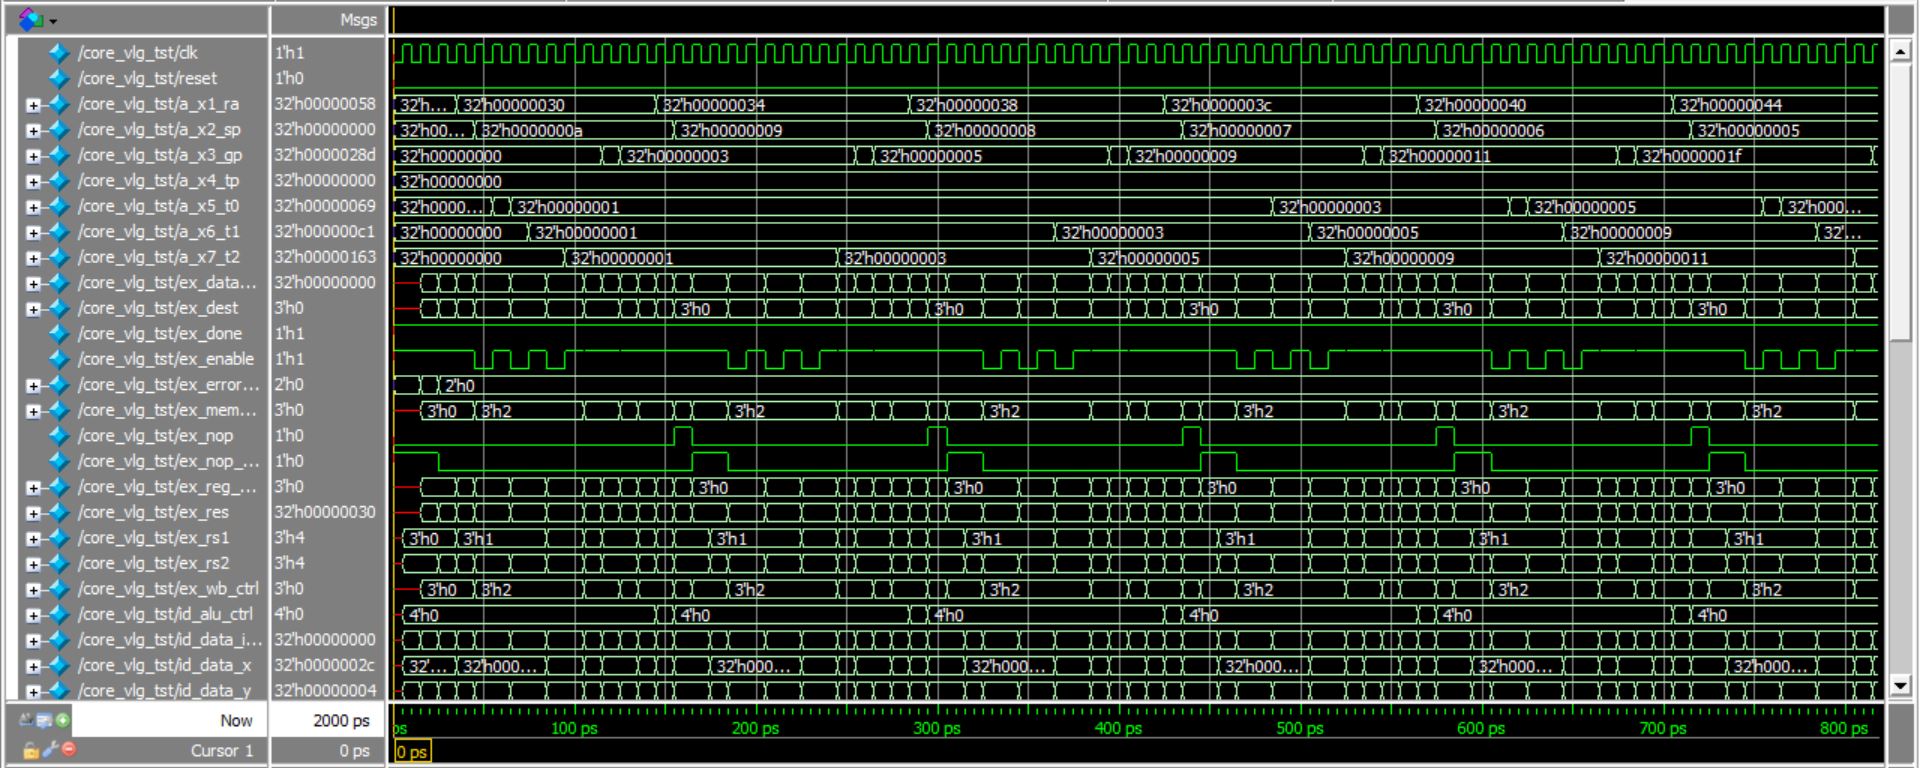 Msgs
/core_vlg_tst/clk 1'h1
/core_vlg_tst/reset 1'h0
/core_vlg_tst/a_x1_ra 32'h00000058 32'h... 32'h00000030 32'h00000034 32'h00000038 32'h0000003c 32'h00000040 32'h00000044
/core_vlg_tst/a_x2_sp 32'h00000000 32'h00... 32'h0000000a 32'h00000009 32'h00000008 32'h00000007 32'h00000006 32'h00000005
/core_vlg_tst/a_x3_gp 32'h0000028d 32'h00000000 32'h00000003 32'h00000005 32'h00000009 32'h00000011 32'h0000001f
/core_vlg_tst/a_x4_tp 32'h00000000 32'h00000000
/core_vlg_tst/a_x5_t0 32'h00000069 32'h0000... 32'h00000001 32'h00000003 32'h00000005 32'h000...
/core_vlg_tst/a_x6_t1 32'h000000c1 32'h00000000 32'h00000001 32'h00000003 32'h00000005 32'h00000009 32'...
/core_vlg_tst/a_x7_t2 32'h00000163 32'h00000000 32'h00000001 32'h00000003 32'h00000005 32'h00000009 32'h00000011
/core_vlg_tst/ex_data... 32'h00000000
/core_vlg_tst/ex_dest 3'h0 3'h0 3'h0 3'h0 3'h0 3'h0
/core_vlg_tst/ex_done 1'h1
/core_vlg_tst/ex_enable 1'h1
/core_vlg_tst/ex_error... 2'h0 2'h0
/core_vlg_tst/ex_mem... 3'h0 3'h0 3'h2 3'h2 3'h2 3'h2 3'h2 3'h2
/core_vlg_tst/ex_nop 1'h0
/core_vlg_tst/ex_nop_... 1'h0
/core_vlg_tst/ex_reg_... 3'h0 3'h0 3'h0 3'h0 3'h0 3'h0
/core_vlg_tst/ex_res 32'h00000030
/core_vlg_tst/ex_rs1 3'h4 3'h0 3'h1 3'h1 3'h1 3'h1 3'h1 3'h1
/core_vlg_tst/ex_rs2 3'h4
/core_vlg_tst/ex_wb_ctrl 3'h0 3'h0 3'h2 3'h2 3'h2 3'h2 3'h2 3'h2
/core_vlg_tst/id_alu_ctrl 4'h0 4'h0 4'h0 4'h0 4'h0 4'h0 4'h0
/core_vlg_tst/id_data_i... 32'h00000000
/core_vlg_tst/id_data_x 32'h0000002c 32'... 32'h000... 32'h000... 32'h000... 32'h000... 32'h000... 32'h000...
/core_vlg_tst/id_data_y 32'h00000004
Now 2000 ps ps 100 ps 200 ps 300 ps 400 ps 500 ps 600 ps 700 ps 800 ps
Cursor 1 0 ps 0 ps